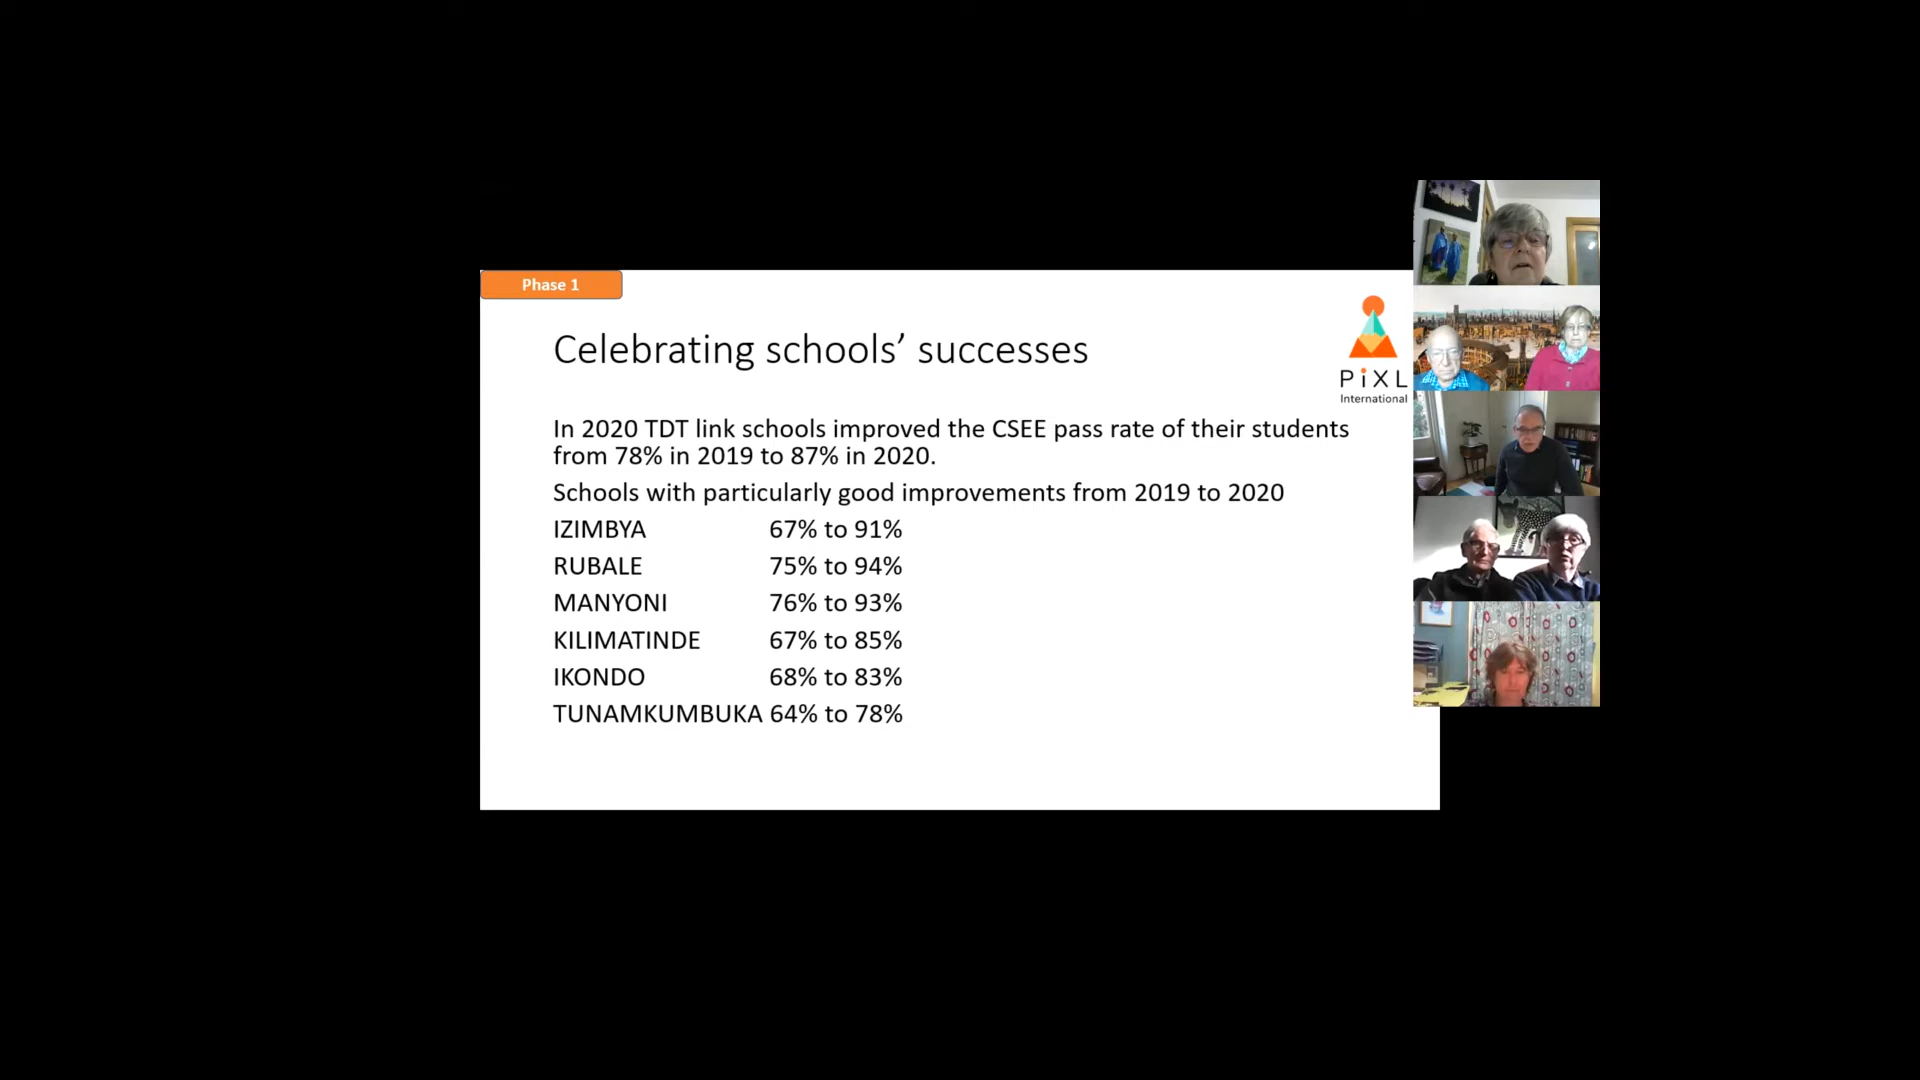 Phase 1
Celebrating schools’ successes
PiXL
International
In 2020 TDT link schools improved the CSEE pass rate of their students
from 78% in 2019 to 87% in 2020.
Schools with particularly good improvements from 2019 to 2020
IZIMBYA 67% to 91%
RUBALE 75% to 94%
MANYONI 76% to 93%
KILIMATINDE 67% to 85%
IKONDO 68% to 83%
TUNAMKUMBUKA 64% to 78%